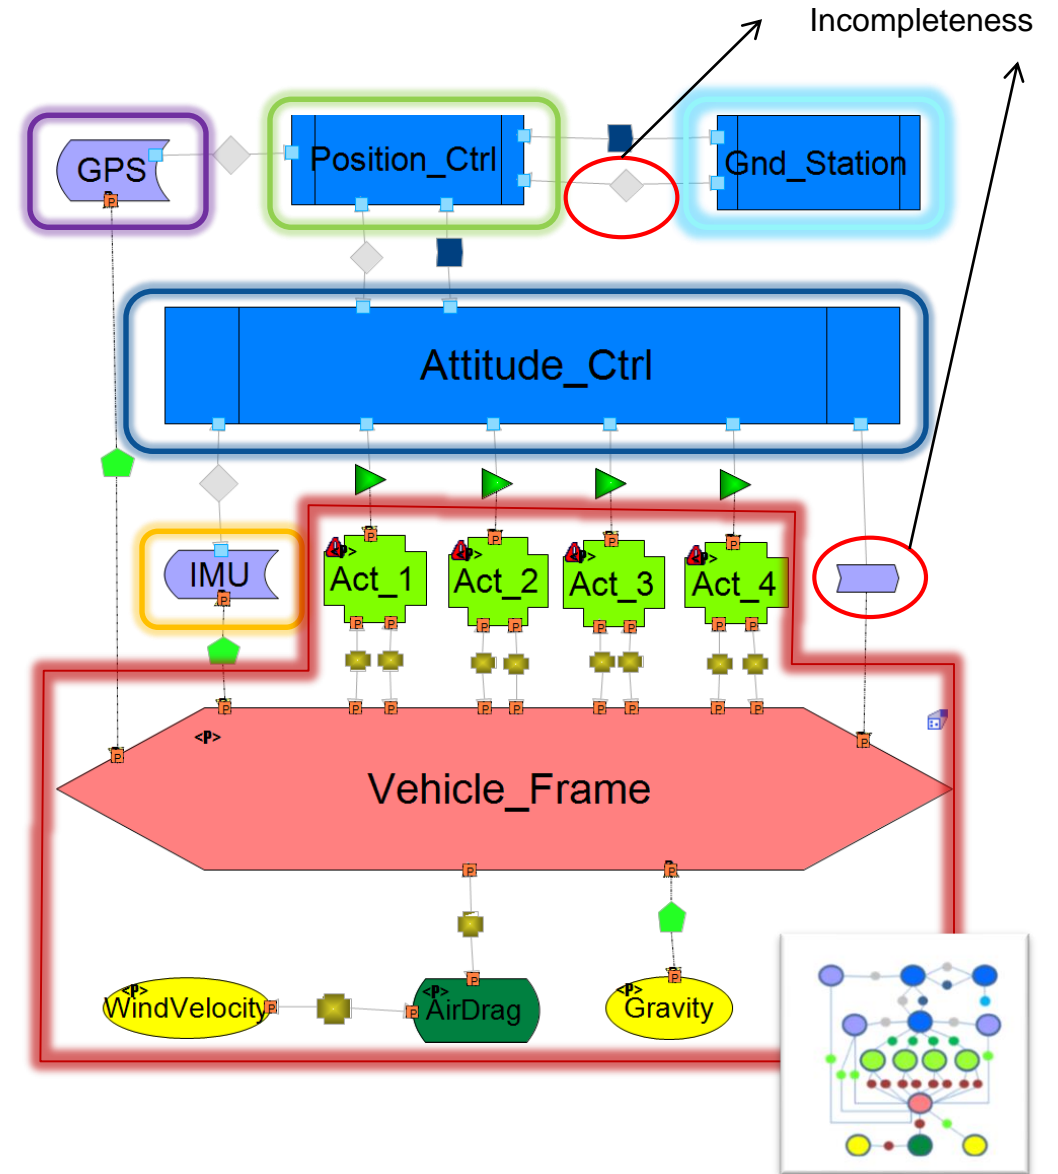 Incompleteness
GPS
P
Position_Ctrl
Gnd_Station
Attitude_Ctrl
IMU
P
<P>
Act_1
P P
<P>
Act_2
P P
<P>
Act_3
P P
<P>
Act_4
P P
P
P
P
P
P P
P P
P P
P P
P
<P>
Vehicle_Frame
P
P
<P>
WindVelocity
P
P
P
<P>
AirDrag
P
<P>
Gravity